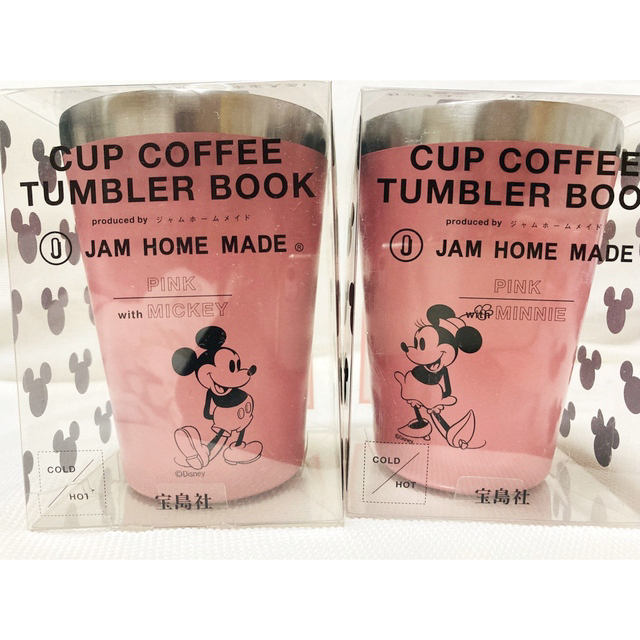 CUP COFFEE
TUMBLER BOOK
produced by ジャムホームメイド
JAM HOME MADE®
PINK
with MICKEY
©Disney
COLD
HOT
宝島社
CUP COFFEE
TUMBLER BOO
produced by ジャムホームメイド
JAM HOME MADE
PINK
with MINNIE
©Disney
COLD
HOT
宝島社